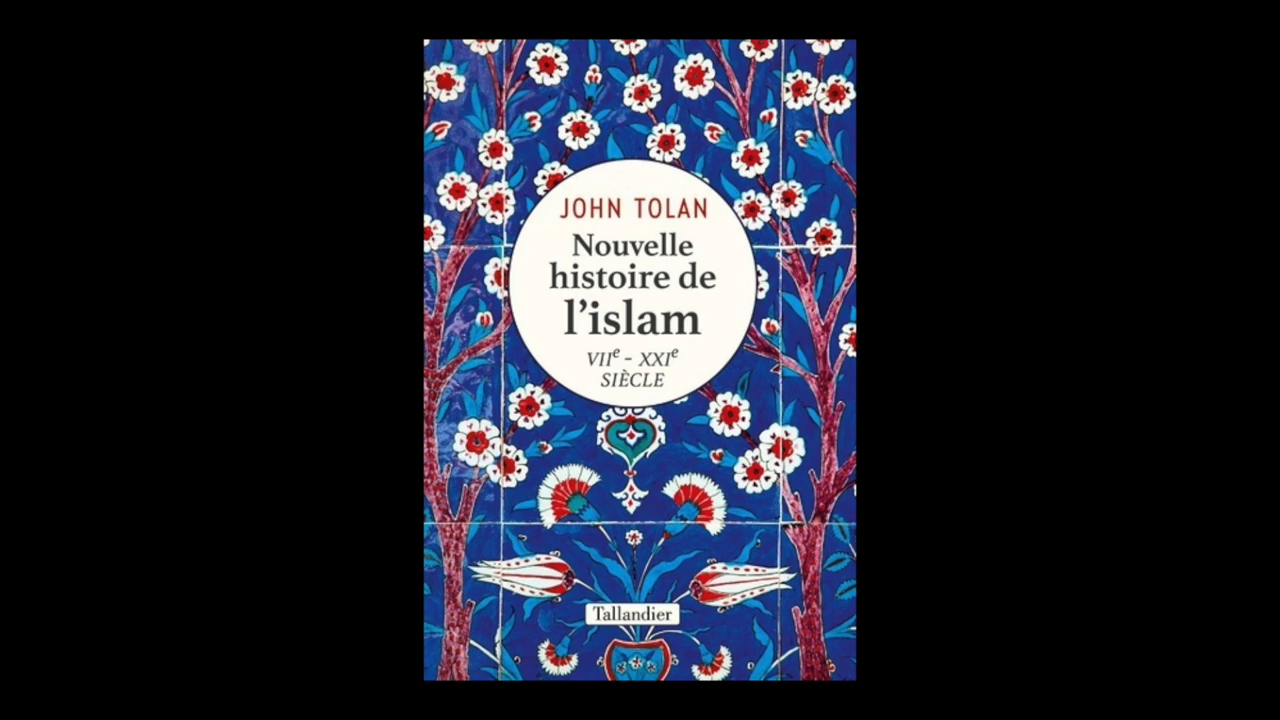 JOHN TOLAN
Nouvelle
histoire de
l’islam
VIIe - XXIe
SIÈCLE
Tallandier